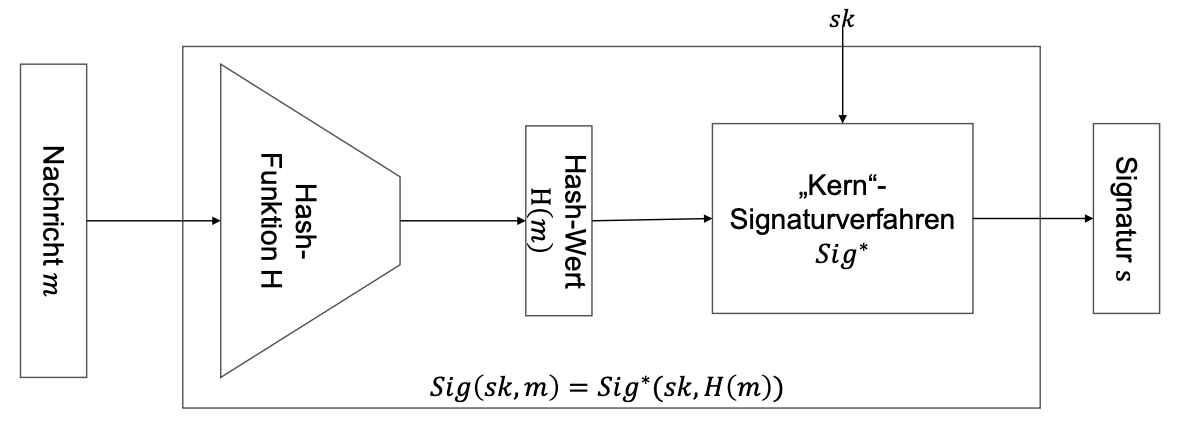 sk
Nachricht m
Hash-
Funktion H
Hash-Wert
H(m)
„Kern“-
Signaturverfahren
Sig*
Signatur s
Sig(sk, m) = Sig*(sk, H(m))